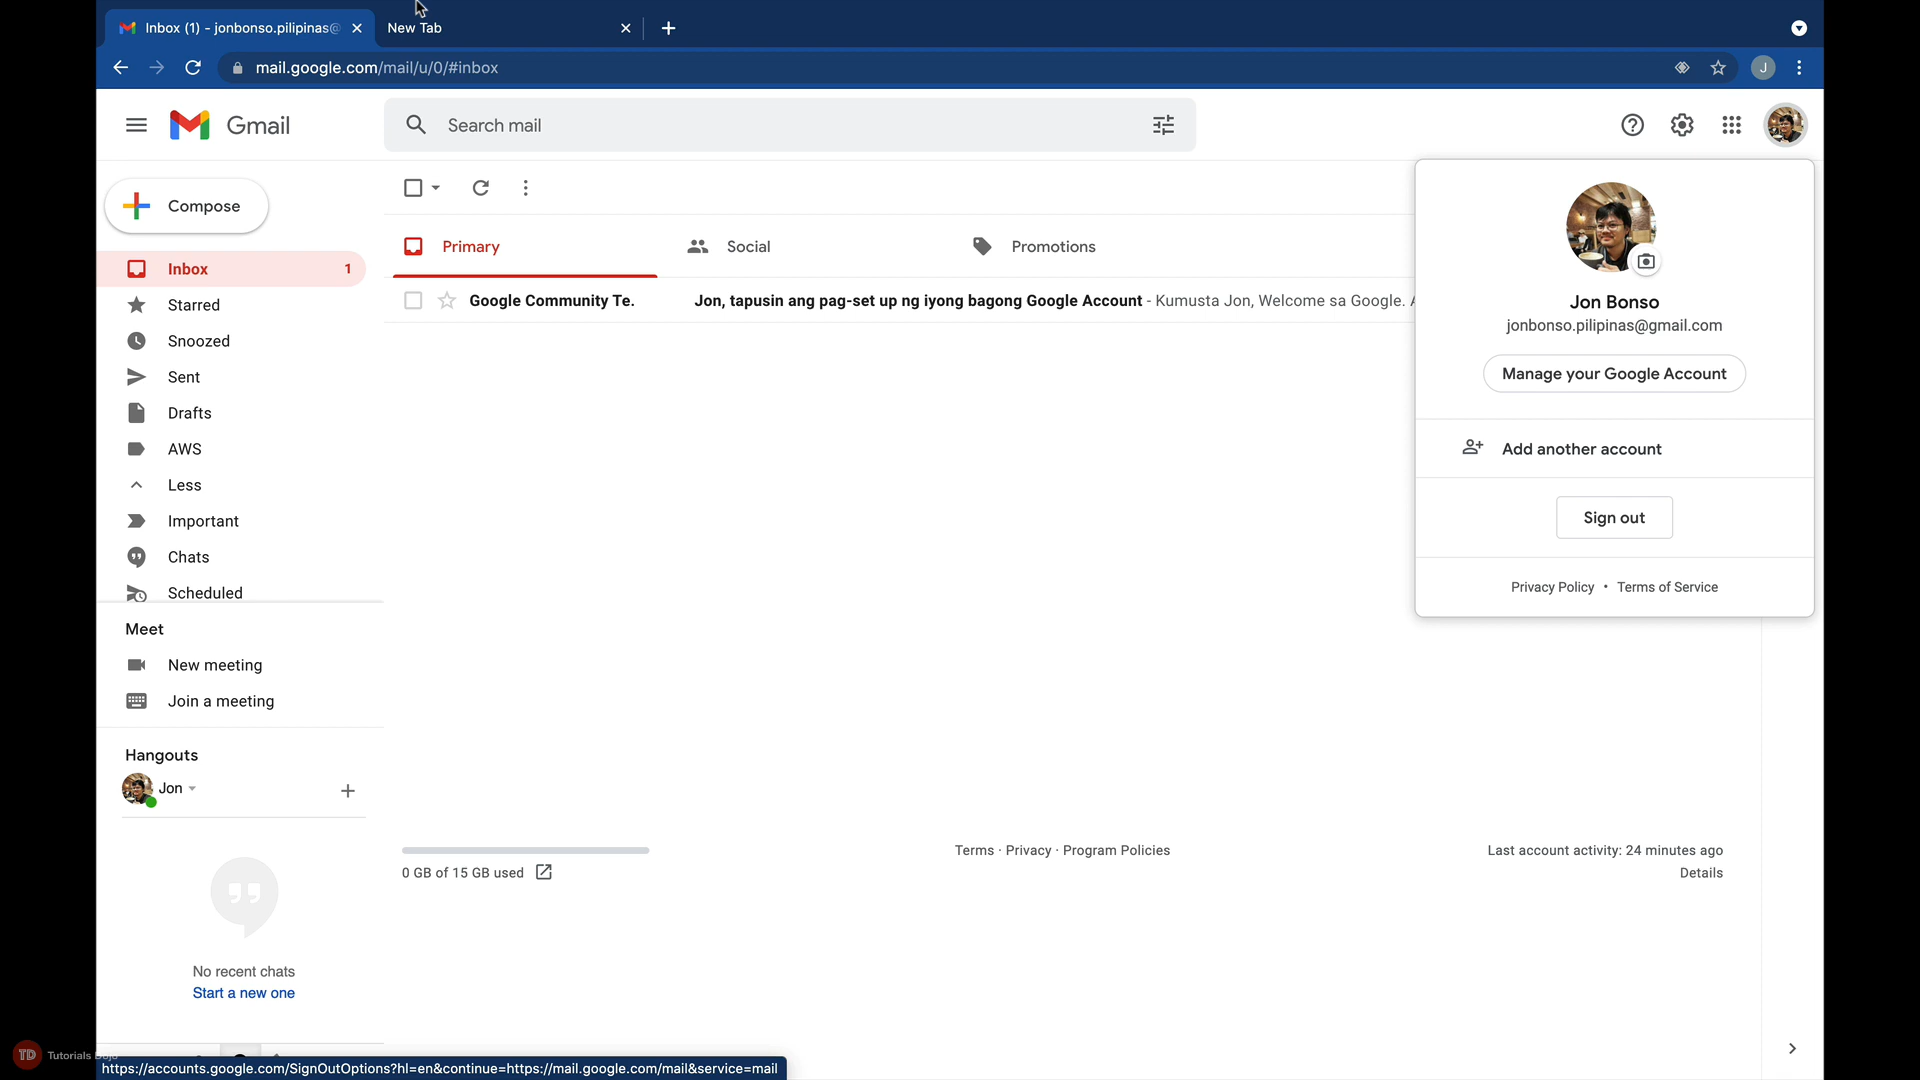 Inbox (1) - jonbonso.pilipinas@
New Tab
mail.google.com/mail/u/0/#inbox
J
Gmail
Search mail
Compose
Primary
Social
Promotions
Inbox 1
Google Community Te. Jon, tapusin ang pag-set up ng iyong bagong Google Account - Kumusta Jon, Welcome sa Google.
Starred
Snoozed
Sent
Drafts
AWS
Less
Important
Chats
Scheduled
Meet
New meeting
Join a meeting
Hangouts
Jon
No recent chats
Start a new one
Jon Bonso
jonbonso.pilipinas@gmail.com
Manage your Google Account
Add another account
Sign out
Privacy Policy • Terms of Service
0 GB of 15 GB used
Terms · Privacy · Program Policies
Last account activity: 24 minutes ago
Details
TD Tutorials Dojo
https://accounts.google.com/SignOutOptions?hl=en&continue=https://mail.google.com/mail&service=mail